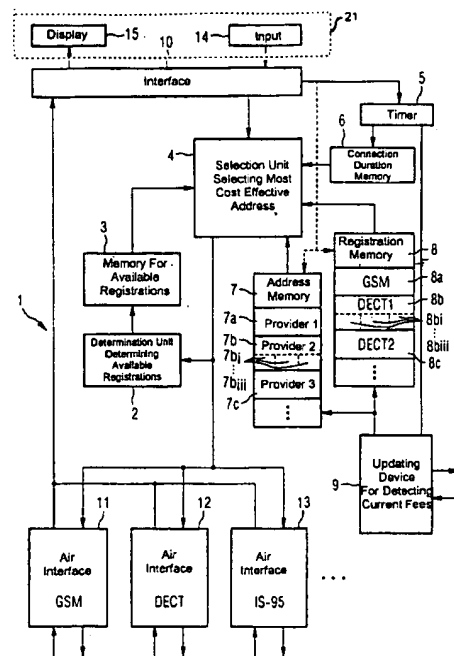 21
Display
15
10
14
Input
Interface
5
Timer
4
6
Selection Unit
Selecting Most
Cost Effective
Address
Connection
Duration
Memory
3
Memory For
Available
Registrations
Registration
Memory
8
GSM
8a
DECT1
8b
8bi
8biii
DECT2
8c
7
Address
Memory
7a
Provider 1
7b
Provider 2
7bi
7biii
Provider 3
7c
1
Determination Unit
Determining
Available
Registrations
2
9
Updating
Device
For Detecting
Current Fees
11
Air
Interface
GSM
12
Air
Interface
DECT
13
Air
Interface
IS-95